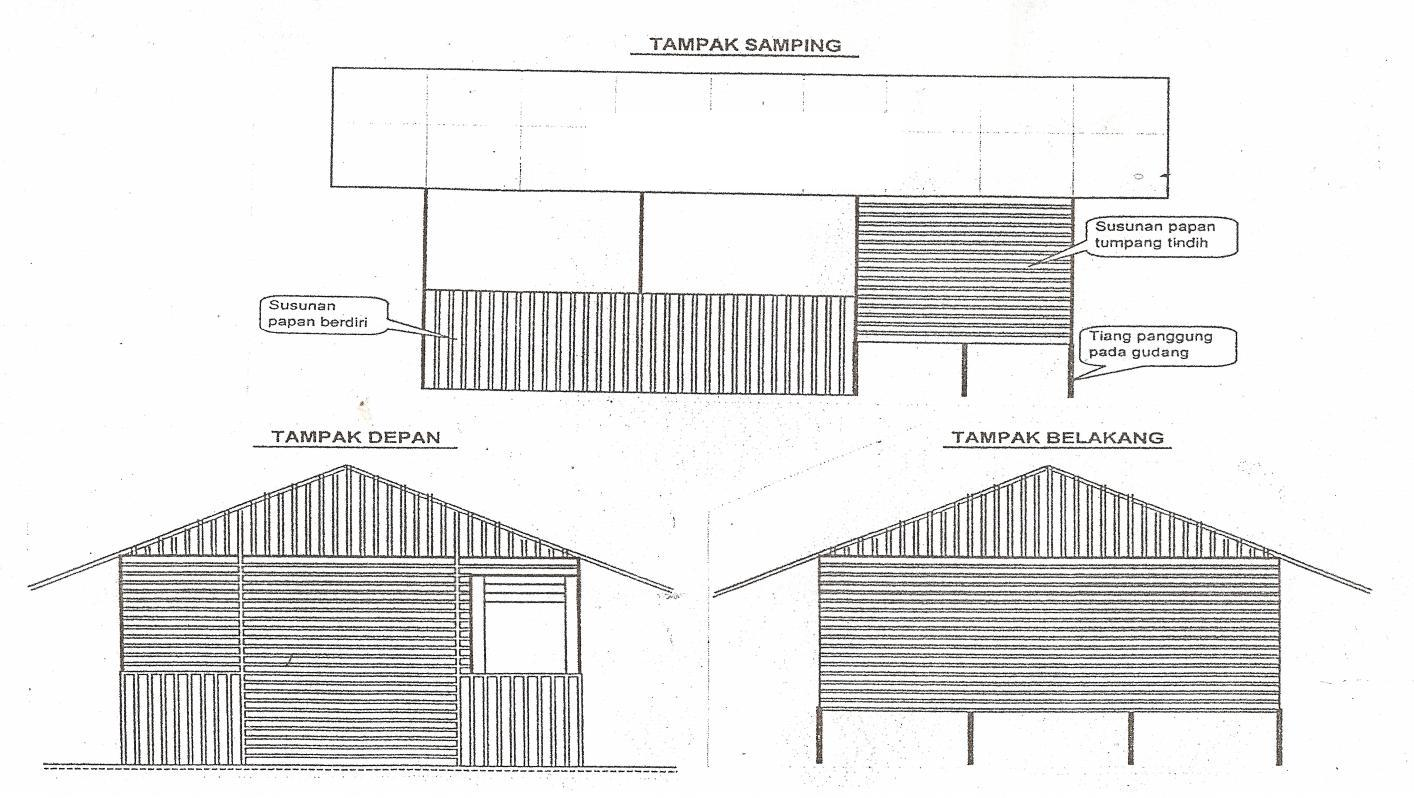 TAMPAK SAMPING
Susunan papan
tumpang tindih
Susunan
papan berdiri
Tiang panggung
pada gudang
TAMPAK DEPAN
TAMPAK BELAKANG